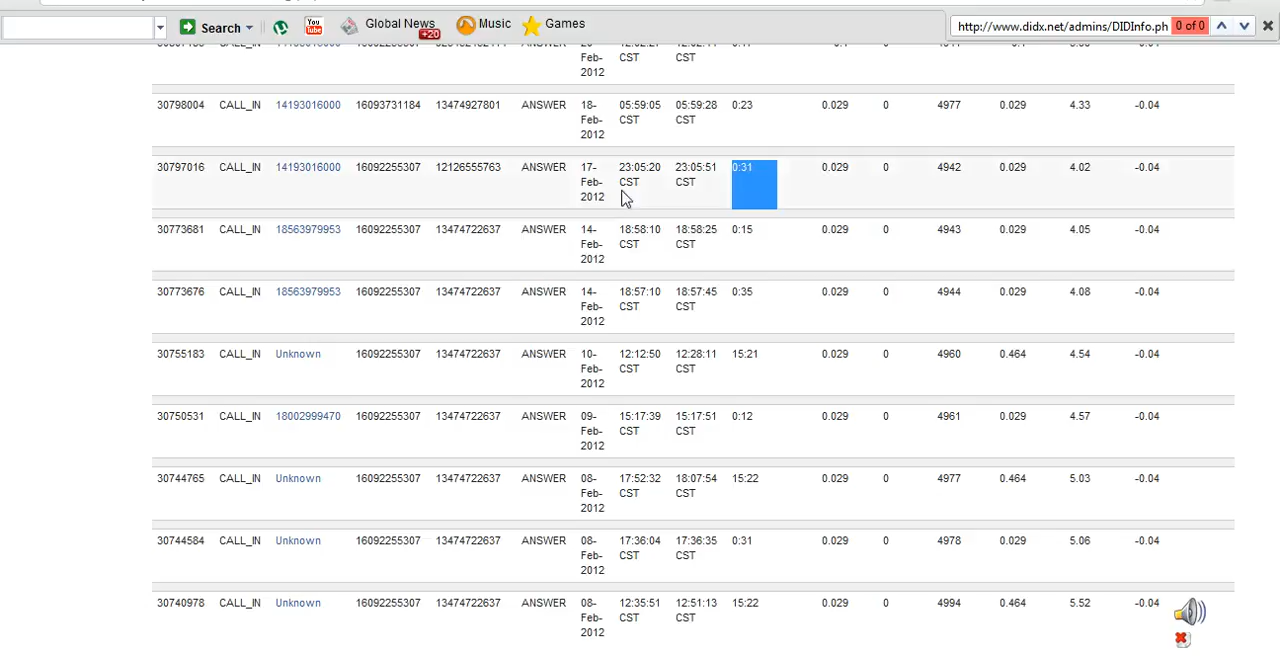 Search
You Tube
Global News
+20
Music
Games
http://www.didx.net/admins/DIDInfo.ph
0 of 0
Feb- CST CST
2012
30798004 CALL_IN 14193016000 16093731184 13474927801 ANSWER 18- 05:59:05 05:59:28 0:23 0.029 0 4977 0.029 4.33 -0.04
Feb- CST CST
2012
30797016 CALL_IN 14193016000 16092255307 12126555763 ANSWER 17- 23:05:20 23:05:51 0:31 0.029 0 4942 0.029 4.02 -0.04
Feb- CST CST
2012
30773681 CALL_IN 18563979953 16092255307 13474722637 ANSWER 14- 18:58:10 18:58:25 0:15 0.029 0 4943 0.029 4.05 -0.04
Feb- CST CST
2012
30773676 CALL_IN 18563979953 16092255307 13474722637 ANSWER 14- 18:57:10 18:57:45 0:35 0.029 0 4944 0.029 4.08 -0.04
Feb- CST CST
2012
30755183 CALL_IN Unknown 16092255307 13474722637 ANSWER 10- 12:12:50 12:28:11 15:21 0.029 0 4960 0.464 4.54 -0.04
Feb- CST CST
2012
30750531 CALL_IN 18002999470 16092255307 13474722637 ANSWER 09- 15:17:39 15:17:51 0:12 0.029 0 4961 0.029 4.57 -0.04
Feb- CST CST
2012
30744765 CALL_IN Unknown 16092255307 13474722637 ANSWER 08- 17:52:32 18:07:54 15:22 0.029 0 4977 0.464 5.03 -0.04
Feb- CST CST
2012
30744584 CALL_IN Unknown 16092255307 13474722637 ANSWER 08- 17:36:04 17:36:35 0:31 0.029 0 4978 0.029 5.06 -0.04
Feb- CST CST
2012
30740978 CALL_IN Unknown 16092255307 13474722637 ANSWER 08- 12:35:51 12:51:13 15:22 0.029 0 4994 0.464 5.52 -0.04
Feb- CST CST
2012